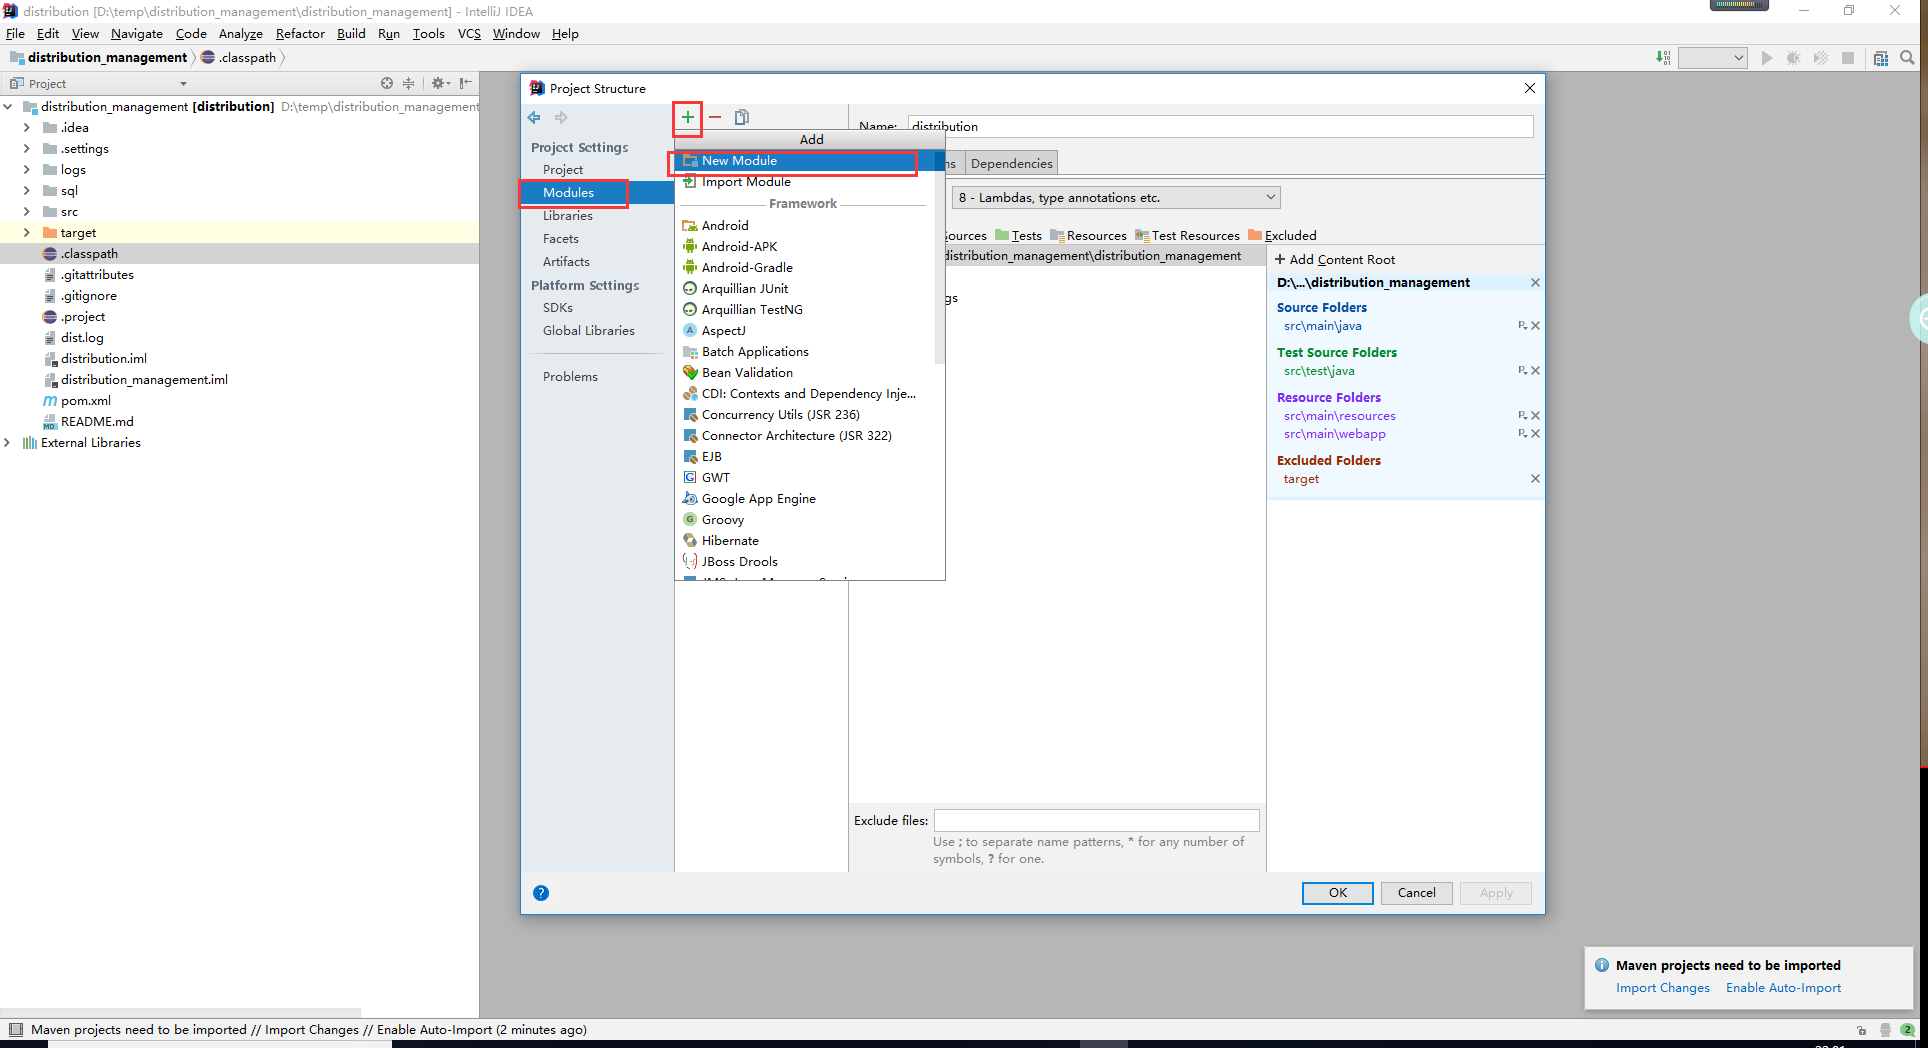 distribution [D:\temp\distribution_management\distribution_management] - IntelliJ IDEA
File Edit View Navigate Code Analyze Refactor Build Run Tools VCS Window Help
distribution_management .classpath
Project
distribution_management [distribution] D:\temp\distribution_management
.idea
.settings
logs
sql
src
target
.classpath
.gitattributes
.gitignore
.project
dist.log
distribution.iml
distribution_management.iml
pom.xml
README.md
External Libraries
Project Structure
Project Settings
Project
Modules
Libraries
Facets
Artifacts
Platform Settings
SDKs
Global Libraries
Problems
Add
New Module
Import Module
Framework
Android
Android-APK
Android-Gradle
Arquillian JUnit
Arquillian TestNG
AspectJ
Batch Applications
Bean Validation
CDI: Contexts and Dependency Inje...
Concurrency Utils (JSR 236)
Connector Architecture (JSR 322)
EJB
GWT
Google App Engine
Groovy
Hibernate
JBoss Drools
Name: distribution
ns Dependencies
8 - Lambdas, type annotations etc.
Sources Tests Resources Test Resources Excluded
distribution_management\distribution_management
gs
+ Add Content Root
D:\...\distribution_management
Source Folders
src\main\java
Test Source Folders
src\test\java
Resource Folders
src\main\resources
src\main\webapp
Excluded Folders
target
Exclude files:
Use ; to separate name patterns, * for any number of
symbols, ? for one.
OK Cancel Apply
Maven projects need to be imported
Import Changes Enable Auto-Import
Maven projects need to be imported // Import Changes // Enable Auto-Import (2 minutes ago)
2